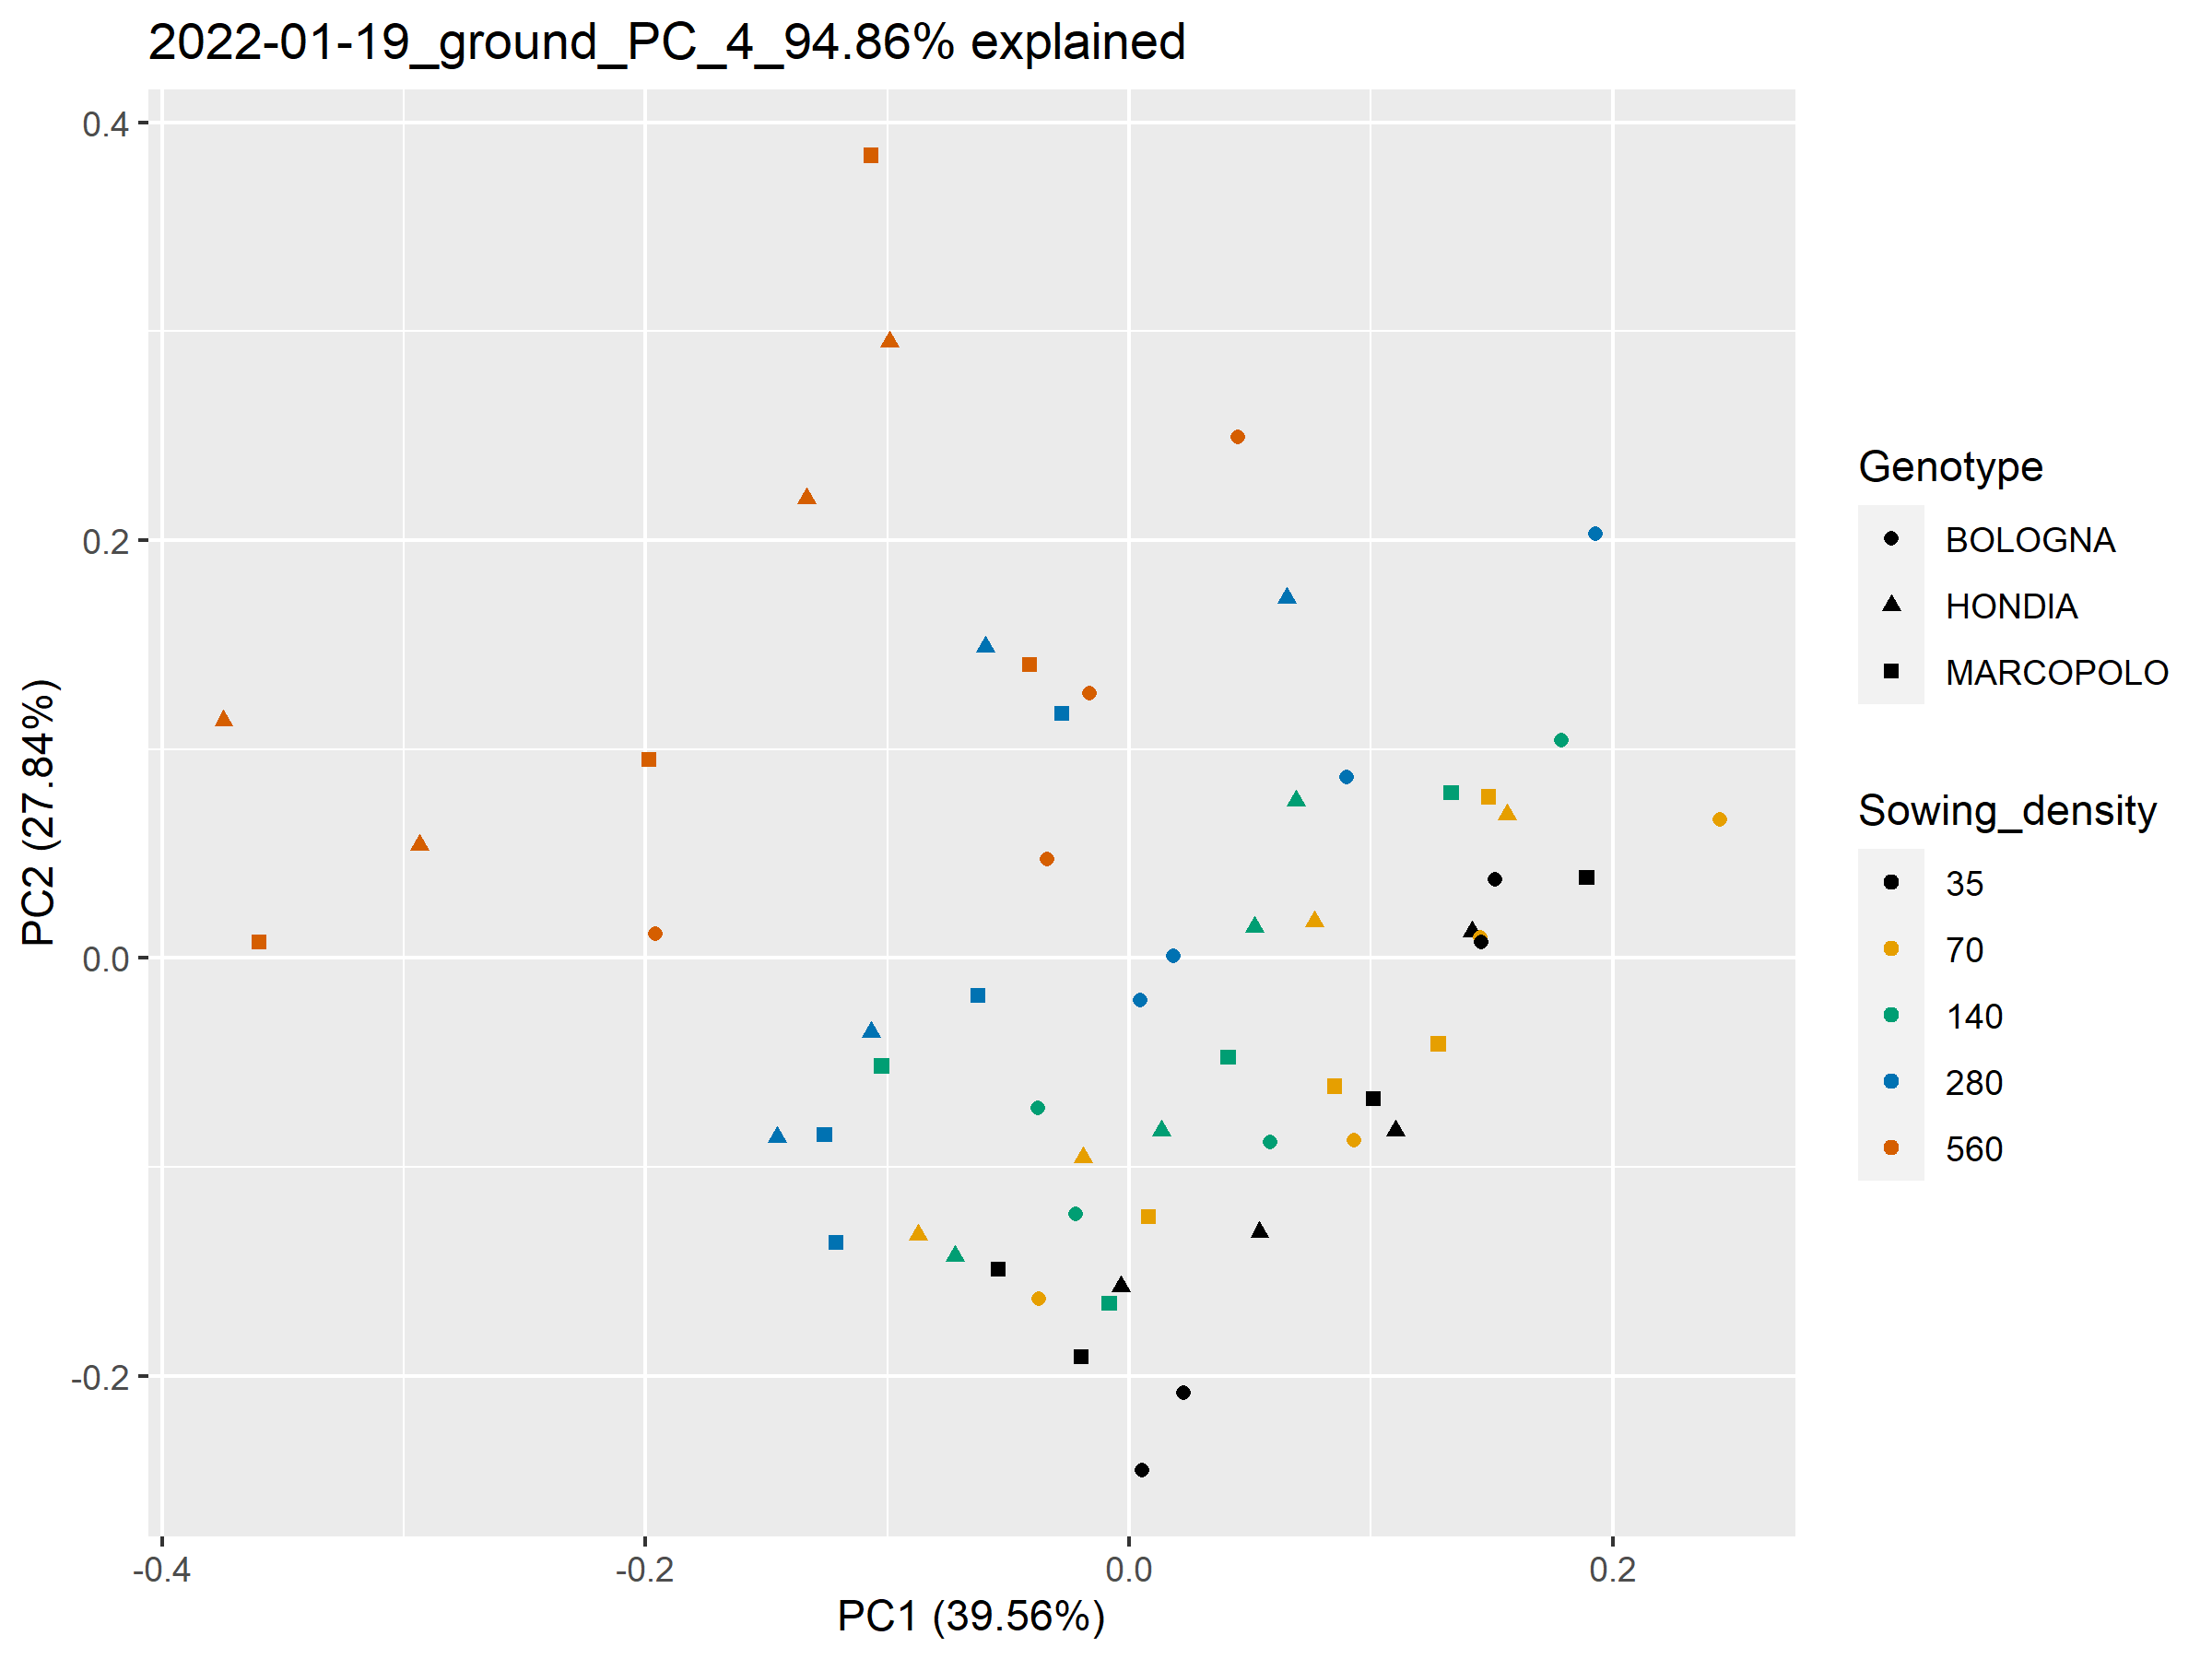 2022-01-19_ground_PC_4_94.86% explained
0.4
0.2
0.0
-0.2
PC2 (27.84%)
-0.4
-0.2
0.0
0.2
PC1 (39.56%)
Genotype
BOLOGNA
HONDIA
MARCOPOLO
Sowing_density
35
70
140
280
560